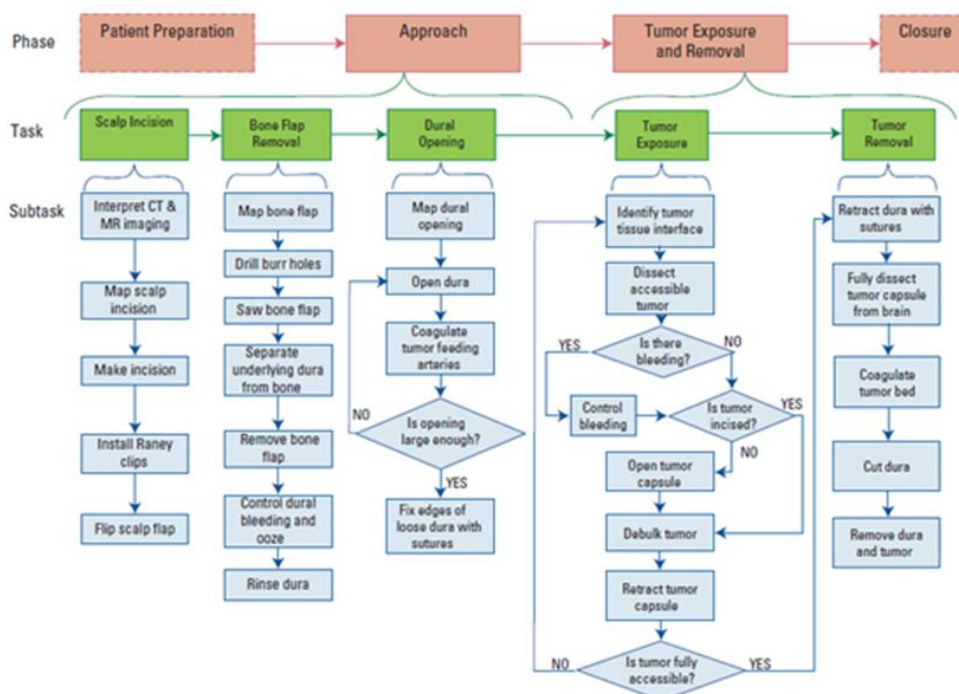 Phase
Patient Preparation
Approach
Tumor Exposure
and Removal
Closure
Task
Scalp Incision
Bone Flap
Removal
Dural
Opening
Tumor
Exposure
Tumor
Removal
Subtask
Interpret CT &
MR imaging
Map scalp
incision
Make incision
Install Raney
clips
Flip scalp flap
Map bone flap
Drill burr holes
Saw bone flap
Separate
underlying dura
from bone
Remove bone
flap
Control dural
bleeding and
ooze
Rinse dura
Map dural
opening
Open dura
Coagulate
tumor feeding
arteries
NO
Is opening
large enough?
YES
Fix edges of
loose dura with
sutures
Identify tumor
tissue interface
Dissect
accessible
tumor
YES
Is there
bleeding?
NO
Control
bleeding
Is tumor
incised?
YES
NO
Open tumor
capsule
Debulk tumor
Retract tumor
capsule
NO
Is tumor fully
accessible?
YES
Retract dura with
sutures
Fully dissect
tumor capsule
from brain
Coagulate
tumor bed
Cut dura
Remove dura
and tumor